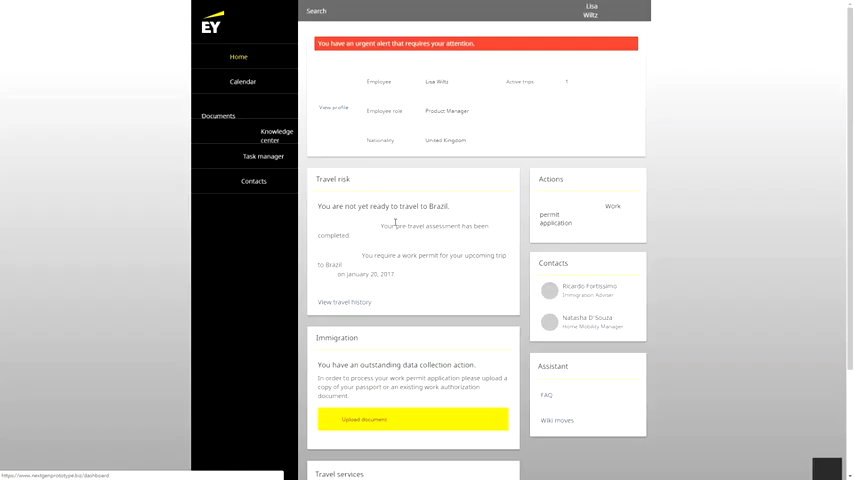 EY
Home
Calendar
Documents
Knowledge
center
Task manager
Contacts
Search
Lisa
Wiltz
You have an urgent alert that requires your attention.
View profile
Employee
Lisa Wiltz
Active trips
1
Employee role
Product Manager
Nationality
United Kingdom
Travel risk
You are not yet ready to travel to Brazil.
Your pre-travel assessment has been
completed.
You require a work permit for your upcoming trip
to Brazil
on January 20, 2017.
View travel history
Immigration
You have an outstanding data collection action.
In order to process your work permit application please upload a
copy of your passport or an existing work authorization
document.
Upload document
Travel services
Actions
Work
permit
application
Contacts
Ricardo Fortissimo
Immigration Adviser
Natasha D'Souza
Home Mobility Manager
Assistant
FAQ
Wiki moves
https://www.nextgenprototype.biz/dashboard